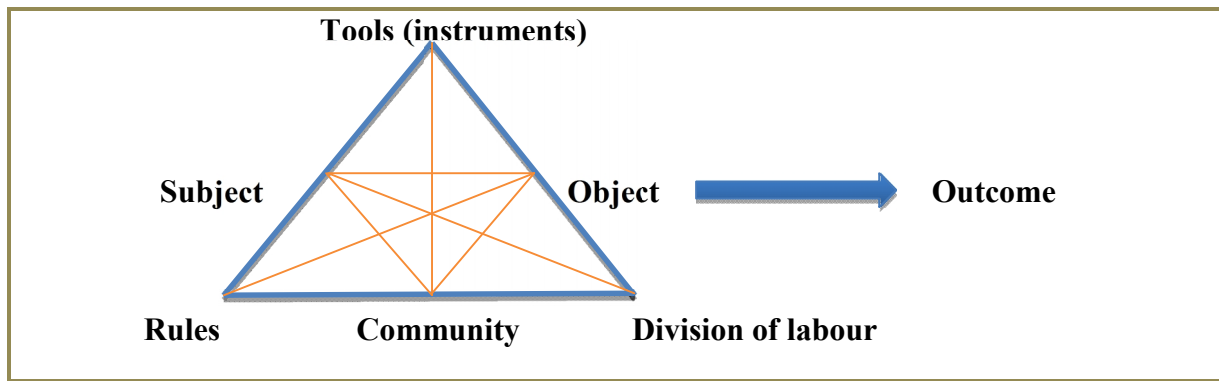 Tools (instruments)
Subject Object Outcome
Rules Community Division of labour